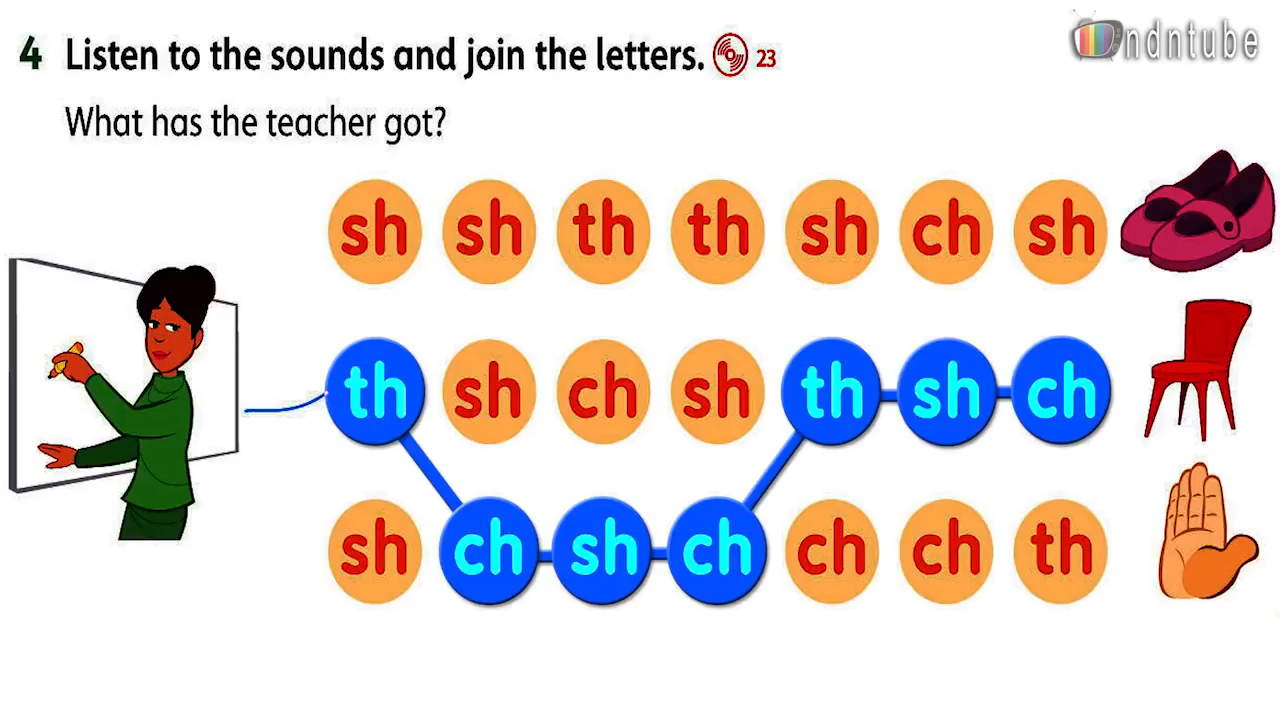 4 Listen to the sounds and join the letters. 23
ndntube
What has the teacher got?
sh sh th th sh ch sh
th sh ch sh th sh ch
sh ch sh ch ch ch th